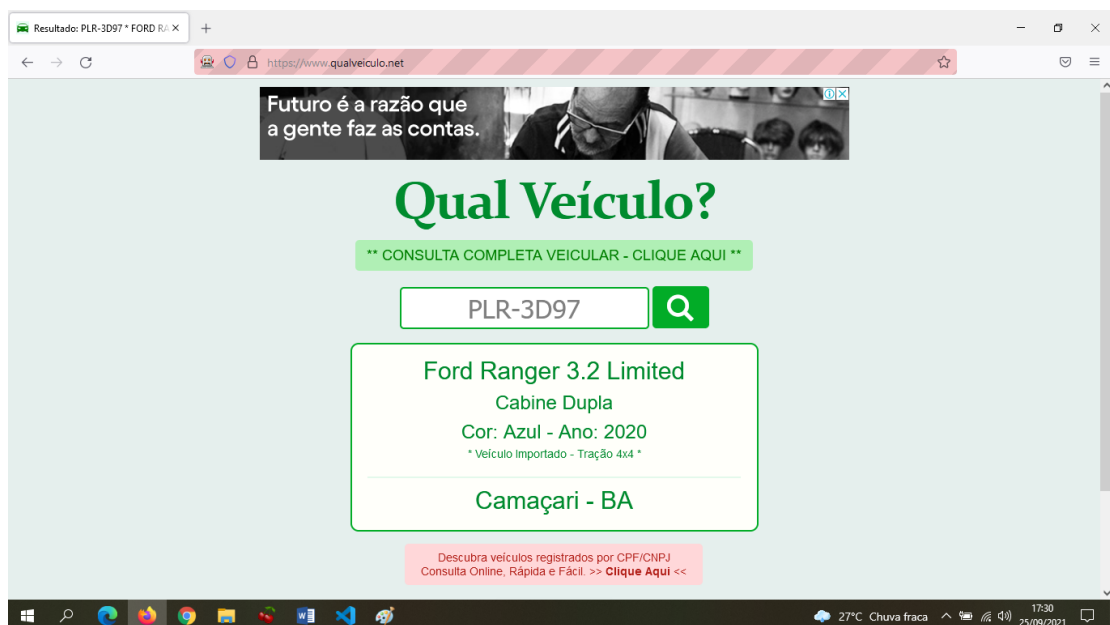 Resultado: PLR-3D97 * FORD RA
https://www.qualveiculo.net
Futuro é a razão que
a gente faz as contas.
Qual Veículo?
** CONSULTA COMPLETA VEICULAR - CLIQUE AQUI **
PLR-3D97
Ford Ranger 3.2 Limited
Cabine Dupla
Cor: Azul - Ano: 2020
* Veículo Importado - Tração 4x4 *
Camaçari - BA
Descubra veículos registrados por CPF/CNPJ
Consulta Online, Rápida e Fácil. >> Clique Aqui <<
27°C Chuva fraca
17:30
25/09/2021